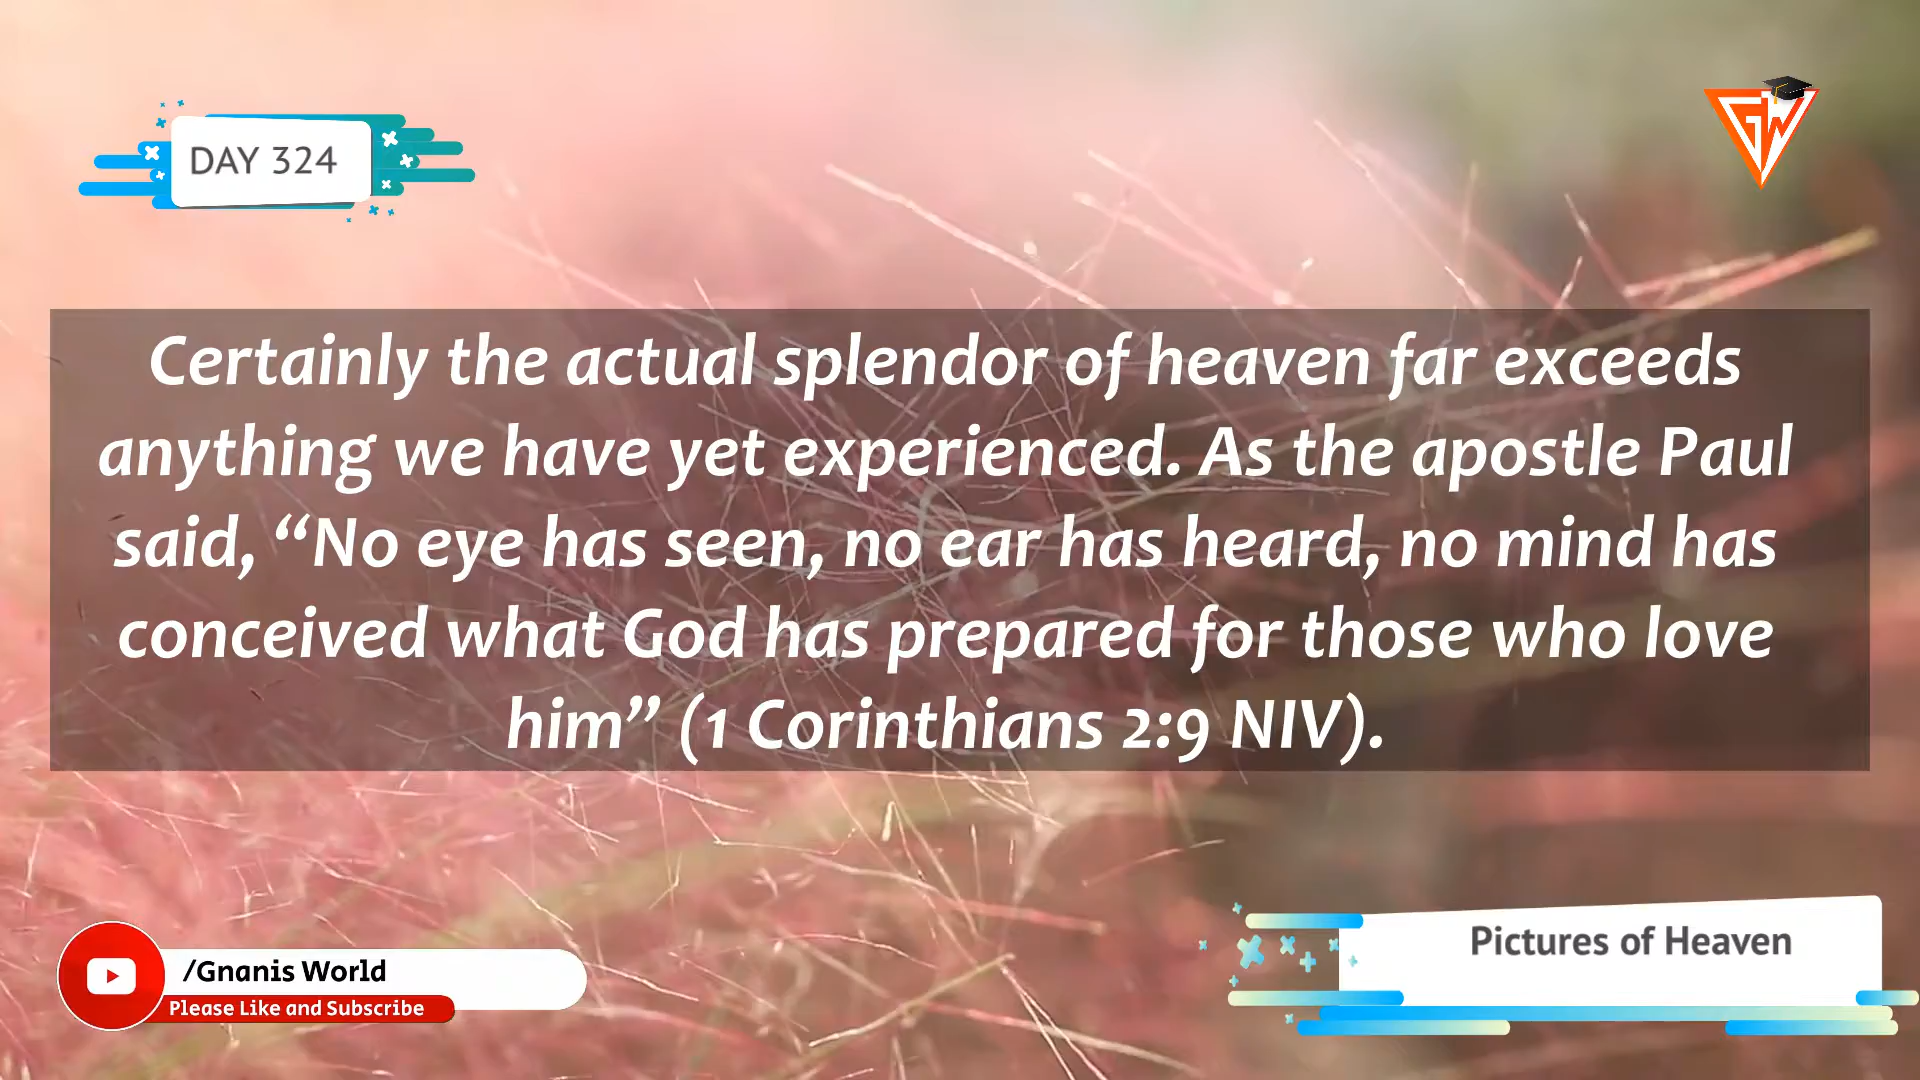 DAY 324
GW
Certainly the actual splendor of heaven far exceeds
anything we have yet experienced. As the apostle Paul
said, “No eye has seen, no ear has heard, no mind has
conceived what God has prepared for those who love
him” (1 Corinthians 2:9 NIV).
Pictures of Heaven
/Gnanis World
Please Like and Subscribe